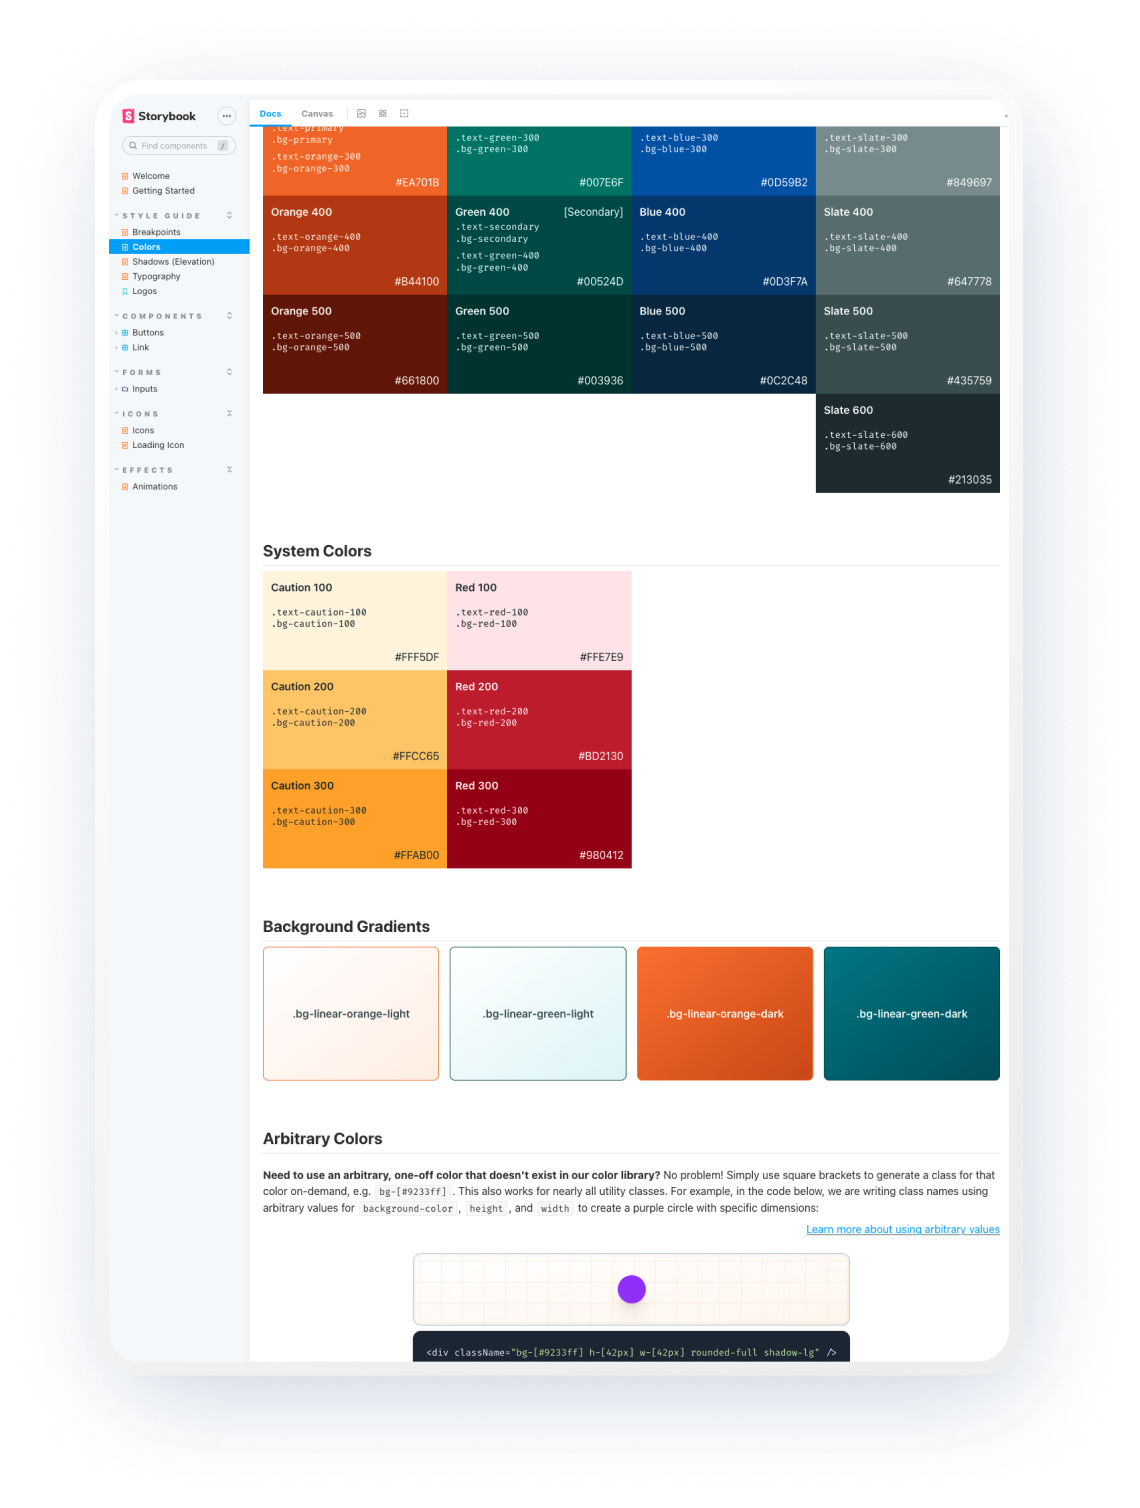 Storybook
Find components /
Welcome
Getting Started
STYLE GUIDE
Breakpoints
Colors
Shadows (Elevation)
Typography
Logos
COMPONENTS
Buttons
Link
FORMS
Inputs
ICONS
Icons
Loading Icon
EFFECTS
Animations
Docs Canvas
.text-primary
.bg-primary
.text-orange-300
.bg-orange-300
#EA701B
.text-green-300
.bg-green-300
#007E6F
.text-blue-300
.bg-blue-300
#0D59B2
.text-slate-300
.bg-slate-300
#849697
Orange 400
.text-orange-400
.bg-orange-400
#B44100
Green 400 [Secondary]
.text-secondary
.bg-secondary
.text-green-400
.bg-green-400
#00524D
Blue 400
.text-blue-400
.bg-blue-400
#0D3F7A
Slate 400
.text-slate-400
.bg-slate-400
#647778
Orange 500
.text-orange-500
.bg-orange-500
#661800
Green 500
.text-green-500
.bg-green-500
#003936
Blue 500
.text-blue-500
.bg-blue-500
#0C2C48
Slate 500
.text-slate-500
.bg-slate-500
#435759
Slate 600
.text-slate-600
.bg-slate-600
#213035
System Colors
Caution 100
.text-caution-100
.bg-caution-100
#FFF5DF
Red 100
.text-red-100
.bg-red-100
#FFE7E9
Caution 200
.text-caution-200
.bg-caution-200
#FFCC65
Red 200
.text-red-200
.bg-red-200
#BD2130
Caution 300
.text-caution-300
.bg-caution-300
#FFAB00
Red 300
.text-red-300
.bg-red-300
#980412
Background Gradients
.bg-linear-orange-light
.bg-linear-green-light
.bg-linear-orange-dark
.bg-linear-green-dark
Arbitrary Colors
Need to use an arbitrary, one-off color that doesn't exist in our color library? No problem! Simply use square brackets to generate a class for that
color on-demand, e.g. bg-[#9233ff] . This also works for nearly all utility classes. For example, in the code below, we are writing class names using
arbitrary values for background-color , height , and width to create a purple circle with specific dimensions:
Learn more about using arbitrary values
<div className="bg-[#9233ff] h-[42px] w-[42px] rounded-full shadow-lg" />